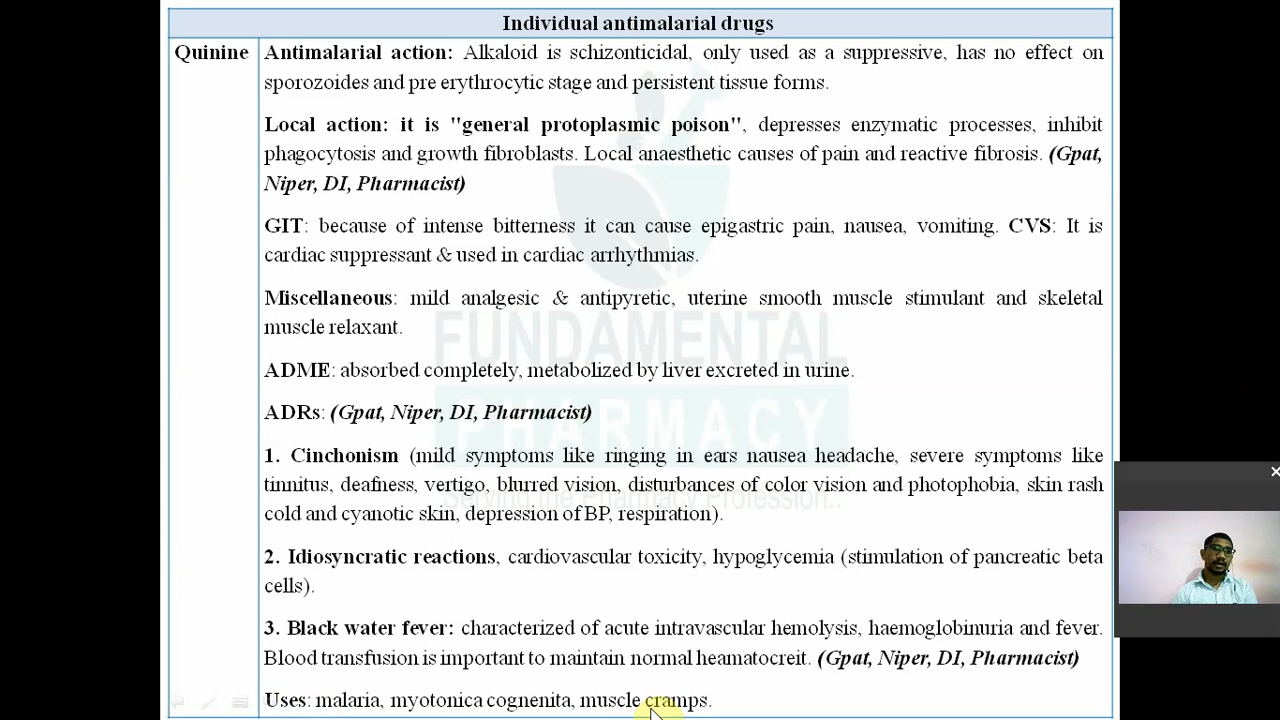 Individual antimalarial drugs
Quinine
Antimalarial action: Alkaloid is schizonticidal, only used as a suppressive, has no effect on
sporozoides and pre erythrocytic stage and persistent tissue forms.
Local action: it is "general protoplasmic poison", depresses enzymatic processes, inhibit
phagocytosis and growth fibroblasts. Local anaesthetic causes of pain and reactive fibrosis. (Gpat,
Niper, DI, Pharmacist)
GIT: because of intense bitterness it can cause epigastric pain, nausea, vomiting. CVS: It is
cardiac suppressant & used in cardiac arrhythmias.
Miscellaneous: mild analgesic & antipyretic, uterine smooth muscle stimulant and skeletal
muscle relaxant.
ADME: absorbed completely, metabolized by liver excreted in urine.
ADRs: (Gpat, Niper, DI, Pharmacist)
1. Cinchonism (mild symptoms like ringing in ears nausea headache, severe symptoms like
tinnitus, deafness, vertigo, blurred vision, disturbances of color vision and photophobia, skin rash
cold and cyanotic skin, depression of BP, respiration).
2. Idiosyncratic reactions, cardiovascular toxicity, hypoglycemia (stimulation of pancreatic beta
cells).
3. Black water fever: characterized of acute intravascular hemolysis, haemoglobinuria and fever.
Blood transfusion is important to maintain normal heamatocreit. (Gpat, Niper, DI, Pharmacist)
Uses: malaria, myotonica cognenita, muscle cramps.
FUNDAMENTAL
PHARMACY
Serving the Pharmacy Profession..